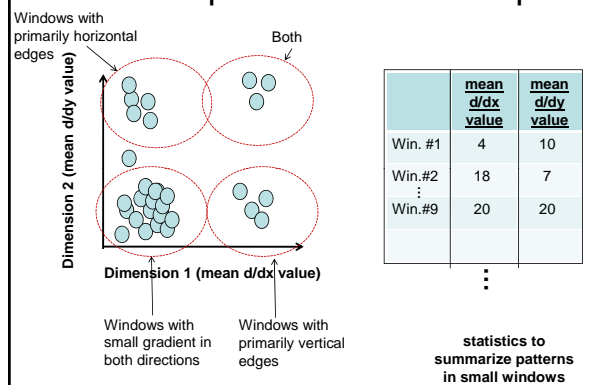 Windows with
primarily horizontal
edges
Both
Dimension 2 (mean d/dy value)
Dimension 1 (mean d/dx value)
Windows with
small gradient in
both directions
Windows with
primarily vertical
edges
mean
d/dx
value
mean
d/dy
value
Win. #1 4 10
Win.#2 18 7
⋮
Win.#9 20 20
⋮
statistics to
summarize patterns
in small windows